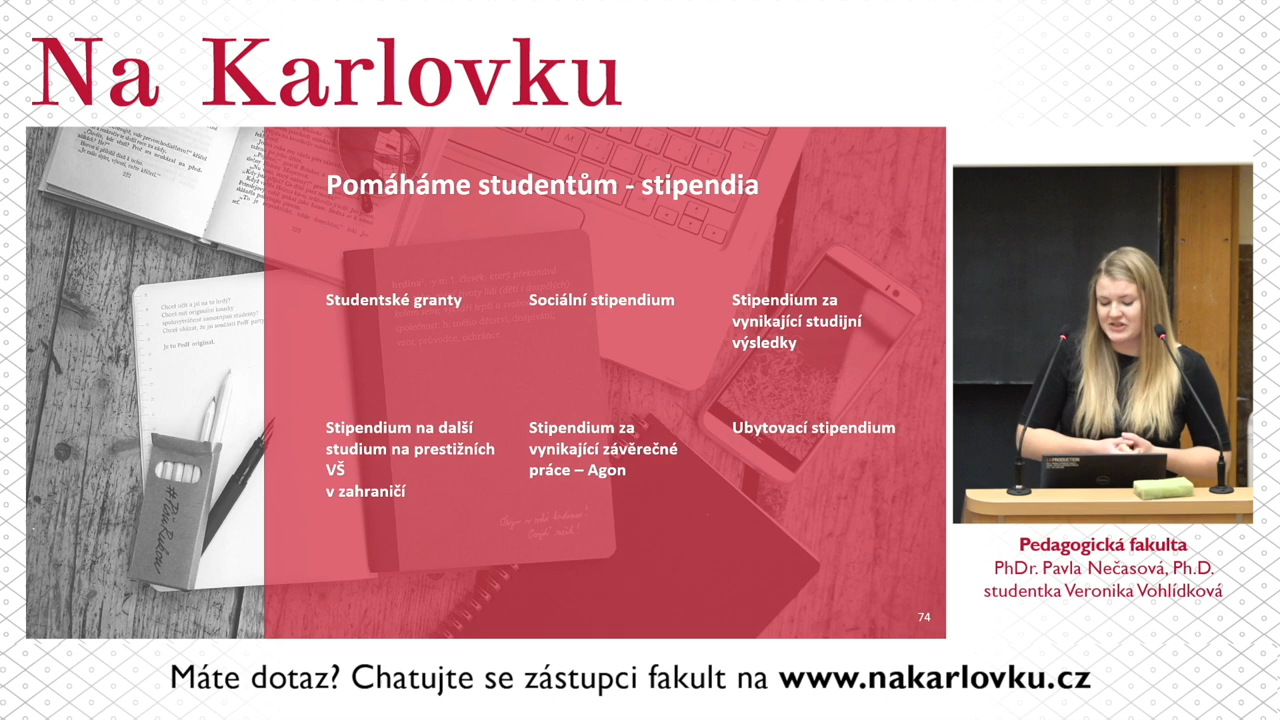 Na Karlovku
Pomáháme studentům - stipendia
Studentské granty
Sociální stipendium
Stipendium za
vynikající studijní
výsledky
Stipendium na další
studium na prestižních
VŠ
v zahraničí
Stipendium za
vynikající závěrečné
práce – Agon
Ubytovací stipendium
74
Pedagogická fakulta
PhDr. Pavla Nečasová, Ph.D.
studentka Veronika Vohlídková
Máte dotaz? Chatujte se zástupci fakult na www.nakarlovku.cz